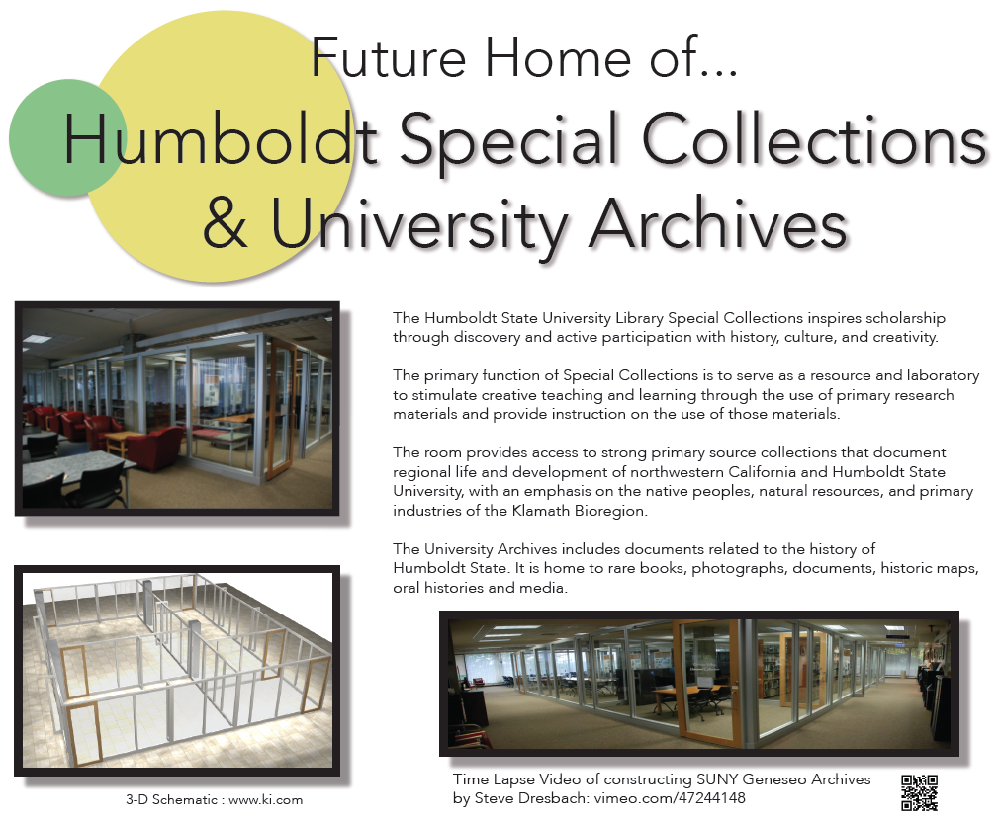 Future Home of...
Humboldt Special Collections
& University Archives
The Humboldt State University Library Special Collections inspires scholarship
through discovery and active participation with history, culture, and creativity.
The primary function of Special Collections is to serve as a resource and laboratory
to stimulate creative teaching and learning through the use of primary research
materials and provide instruction on the use of those materials.
The room provides access to strong primary source collections that document
regional life and development of northwestern California and Humboldt State
University, with an emphasis on the native peoples, natural resources, and primary
industries of the Klamath Bioregion.
The University Archives includes documents related to the history of
Humboldt State. It is home to rare books, photographs, documents, historic maps,
oral histories and media.
3-D Schematic : www.ki.com
Time Lapse Video of constructing SUNY Geneseo Archives
by Steve Dresbach: vimeo.com/47244148